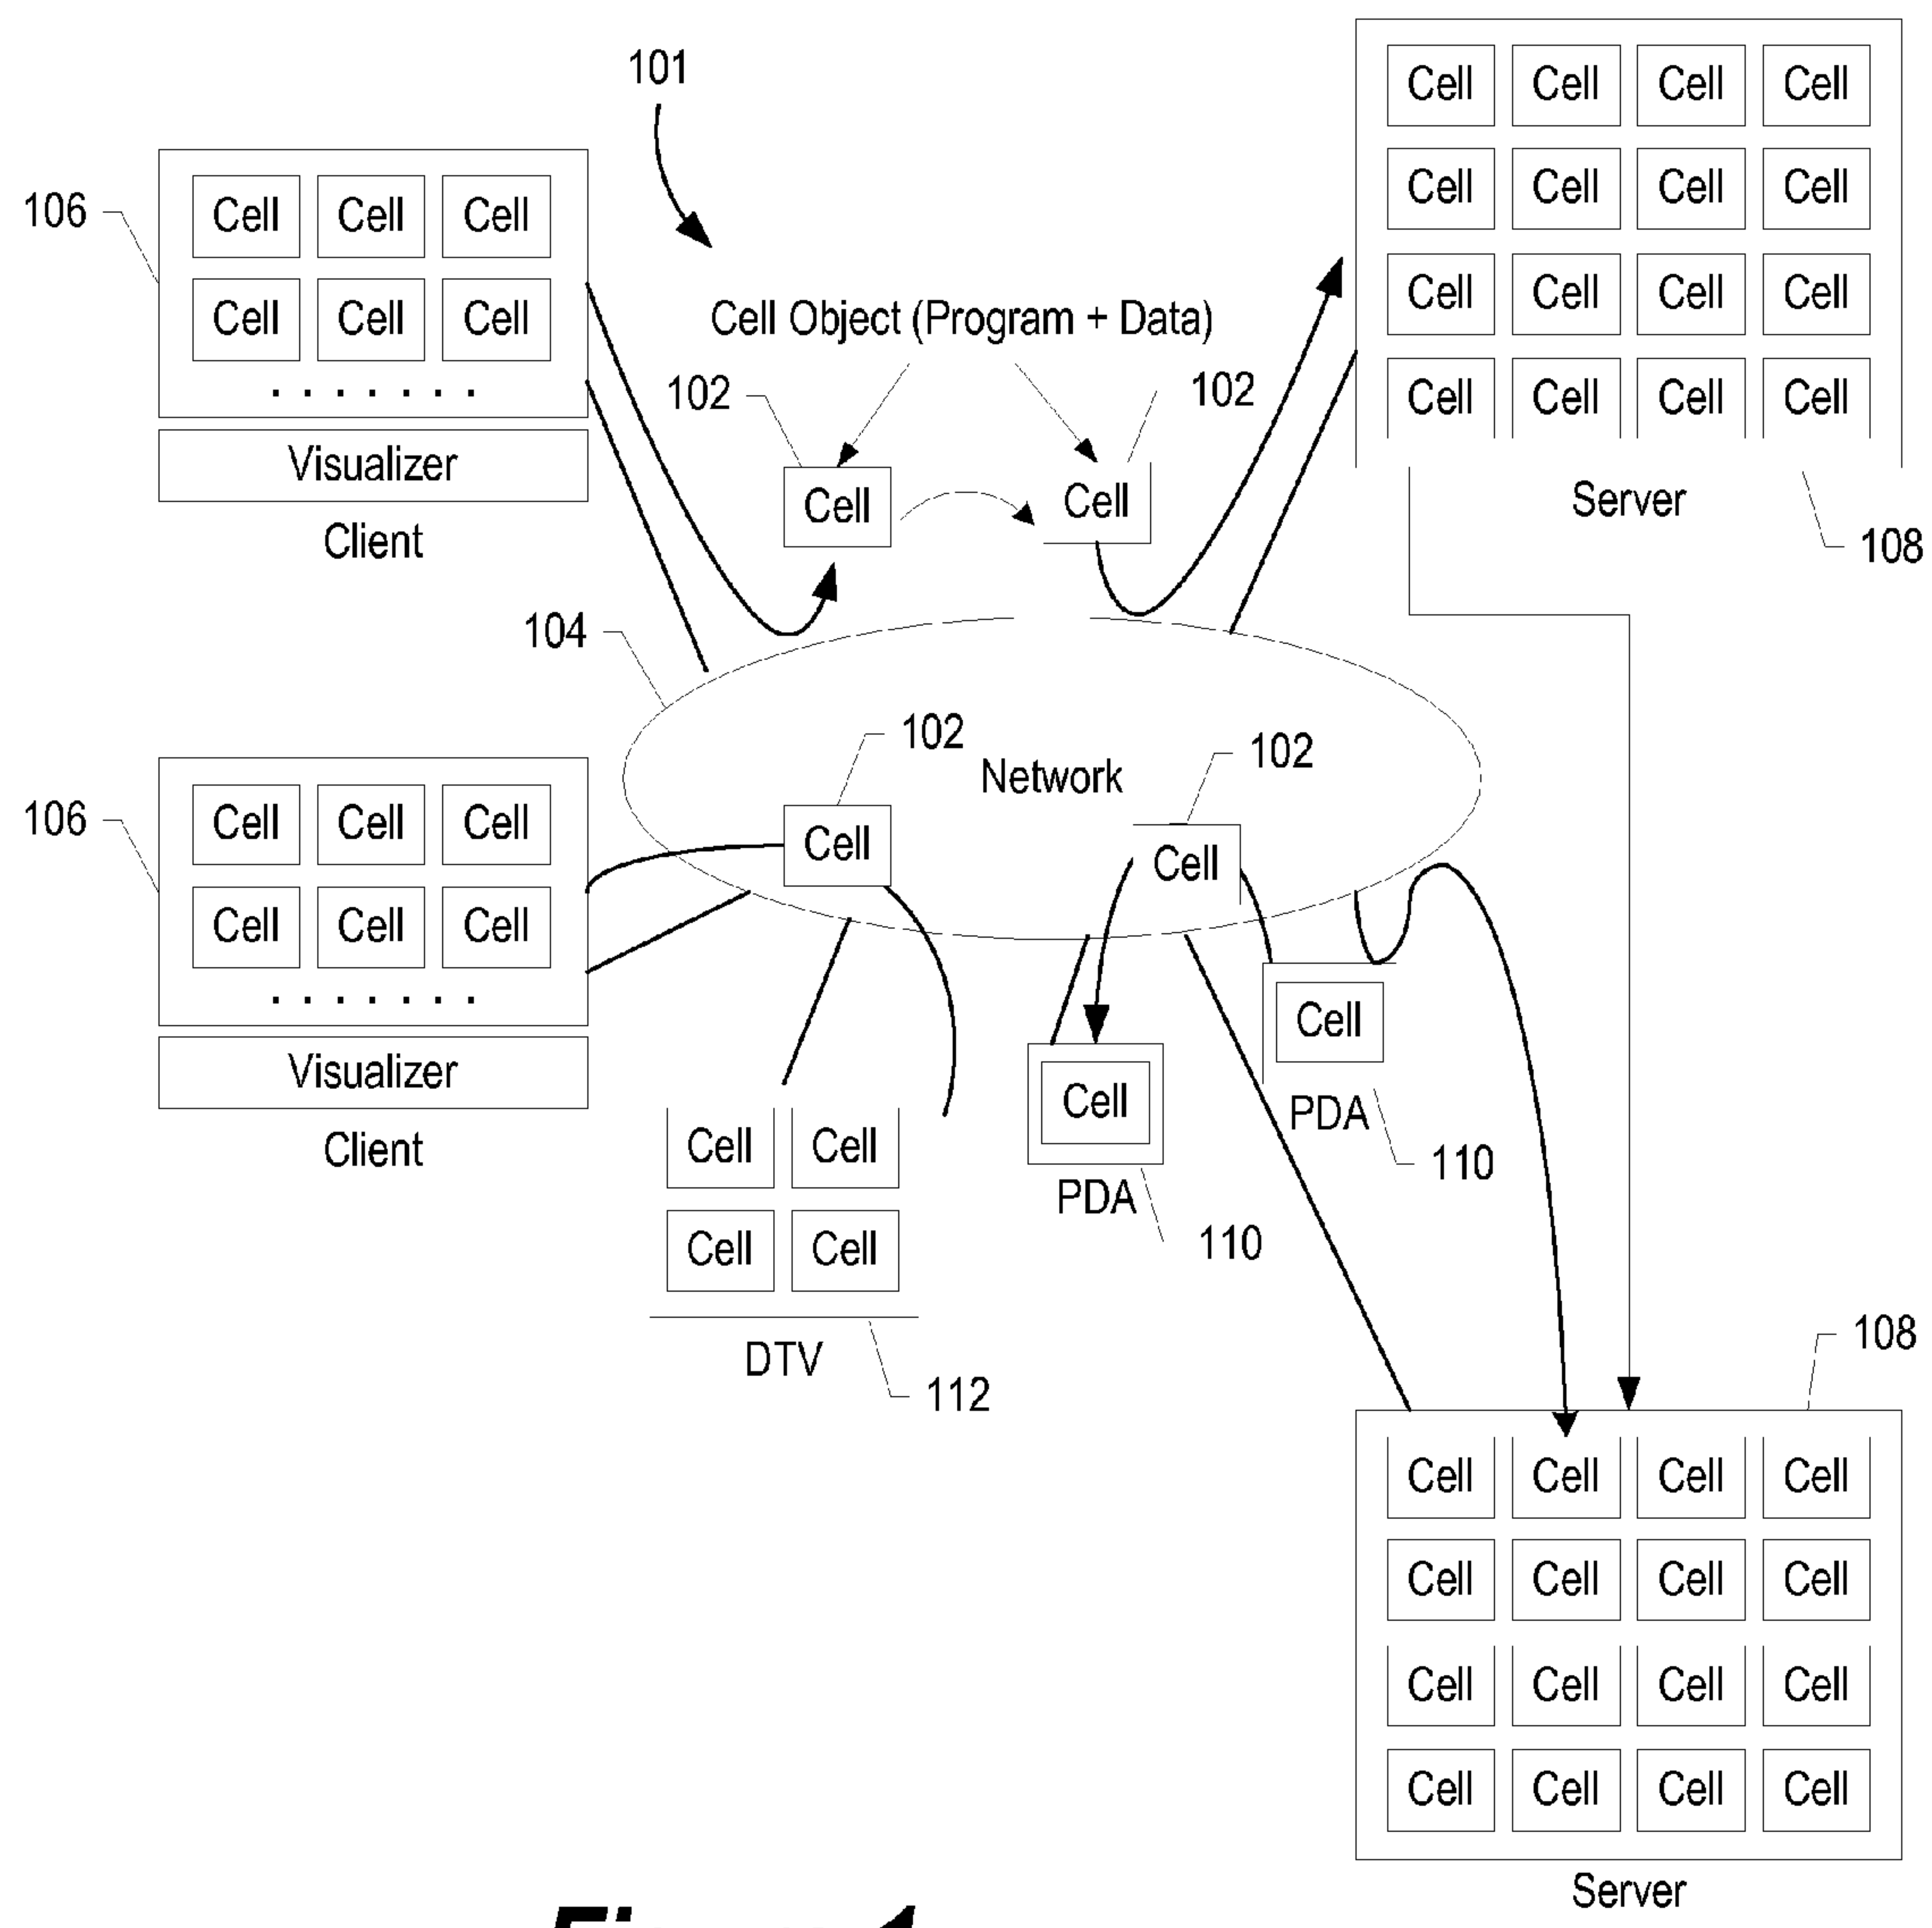 101
Cell Cell Cell Cell
Cell Cell Cell Cell
Cell Cell Cell Cell
Cell Cell Cell Cell
Server
108
106
Cell Cell Cell
Cell Cell Cell
. . . . . . .
Visualizer
Client
Cell Object (Program + Data)
102
102
Cell
Cell
104
Network
102
102
Cell
Cell
106
Cell Cell Cell
Cell Cell Cell
. . . . . . .
Visualizer
Client
Cell
PDA
110
Cell
PDA
110
Cell Cell
Cell Cell
DTV
112
108
Cell Cell Cell Cell
Cell Cell Cell Cell
Cell Cell Cell Cell
Cell Cell Cell Cell
Server